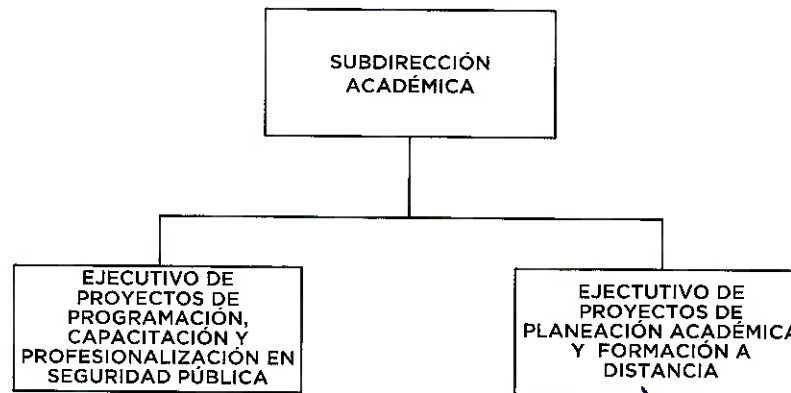 SUBDIRECCIÓN
ACADÉMICA
EJECUTIVO DE
PROYECTOS DE
PROGRAMACIÓN,
CAPACITACIÓN Y
PROFESIONALIZACIÓN EN
SEGURIDAD PÚBLICA
EJECTUTIVO DE
PROYECTOS DE
PLANEACIÓN ACADÉMICA
Y FORMACIÓN A
DISTANCIA